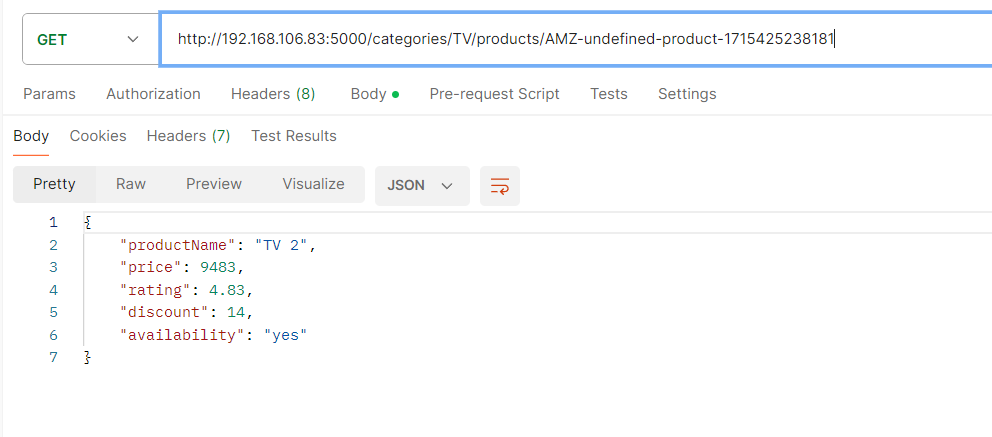 GET http://192.168.106.83:5000/categories/TV/products/AMZ-undefined-product-1715425238181
Params Authorization Headers (8) Body Pre-request Script Tests Settings
Body Cookies Headers (7) Test Results
Pretty Raw Preview Visualize JSON
1 {
2 "productName": "TV 2",
3 "price": 9483,
4 "rating": 4.83,
5 "discount": 14,
6 "availability": "yes"
7 }